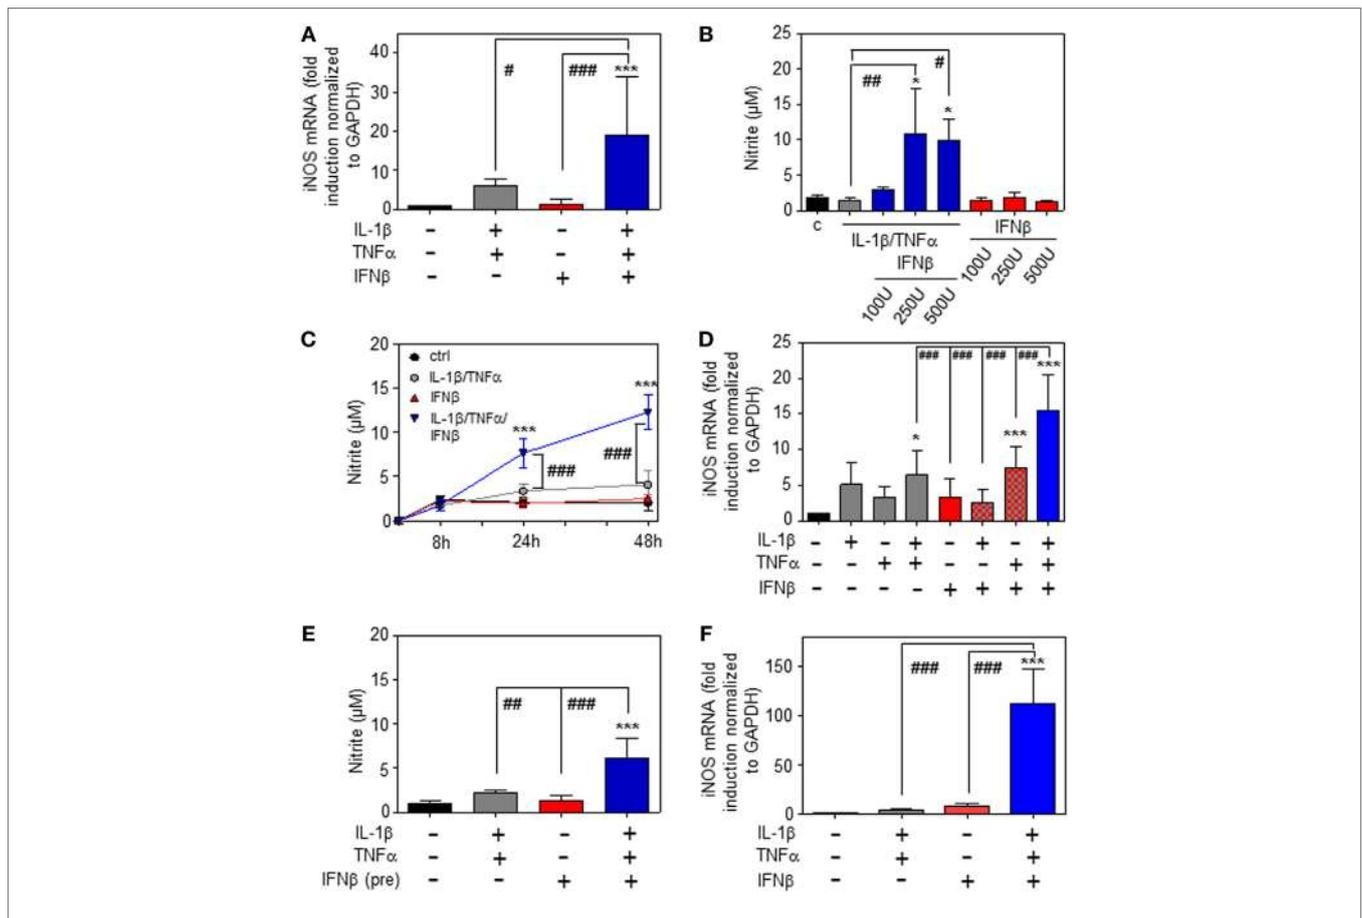 A
iNOS mRNA (fold
induction normalized
to GAPDH)
40
30
20
10
0
#
###
***
IL-1β - + - +
TNFα - + - +
IFNβ - - + +
B
Nitrite (µM)
25
20
15
10
5
0
##
#
*
*
c
IL-1β/TNFα
IFNβ
IFNβ
100U
250U
500U
100U
250U
500U
C
Nitrite (µM)
20
15
10
5
0
ctrl
IL-1β/TNFα
IFNβ
IL-1β/TNFα/
IFNβ
***
***
###
###
8h
24h
48h
D
iNOS mRNA (fold
induction normalized
to GAPDH)
25
20
15
10
5
0
### ### ### ###
*
***
***
IL-1β - + - + - + - +
TNFα - - + + - - + +
IFNβ - - - - + + + +
E
Nitrite (µM)
20
15
10
5
0
##
###
***
IL-1β - + - +
TNFα - + - +
IFNβ (pre) - - + +
F
iNOS mRNA (fold
induction normalized
to GAPDH)
150
100
50
0
###
###
***
IL-1β - + - +
TNFα - + - +
IFNβ - - + +